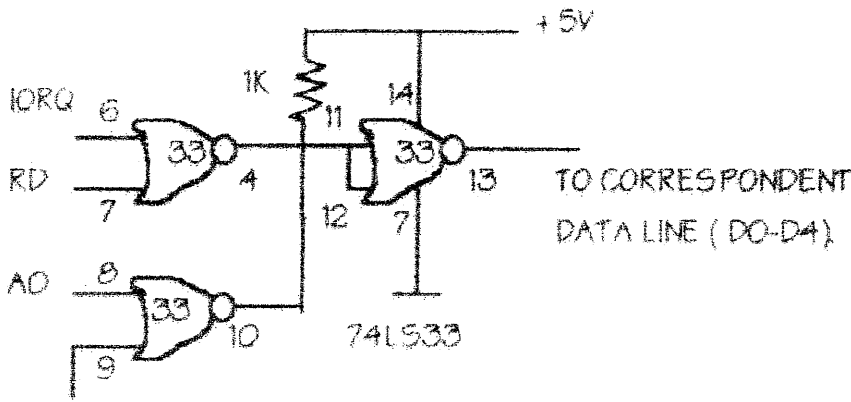 + 5V
1K
14
IORQ
6
11
33
33
4
13
RD
7
12
7
TO CORRESPONDENT
DATA LINE ( D0-D4).
A0
8
33
10
9
74LS33